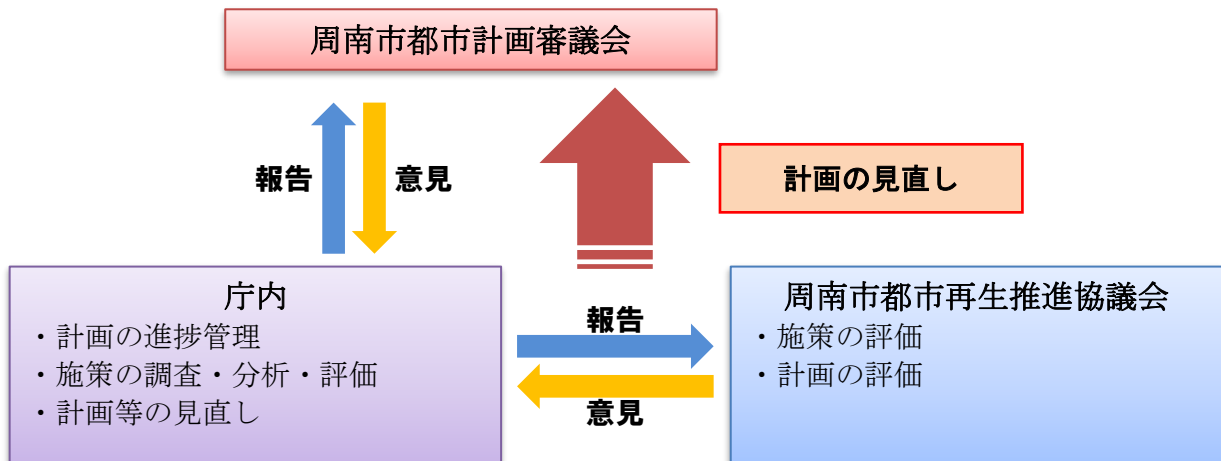 周南市都市計画審議会
報告
意見
計画の見直し
庁内
・計画の進捗管理
・施策の調査・分析・評価
・計画等の見直し
報告
意見
周南市都市再生推進協議会
・施策の評価
・計画の評価